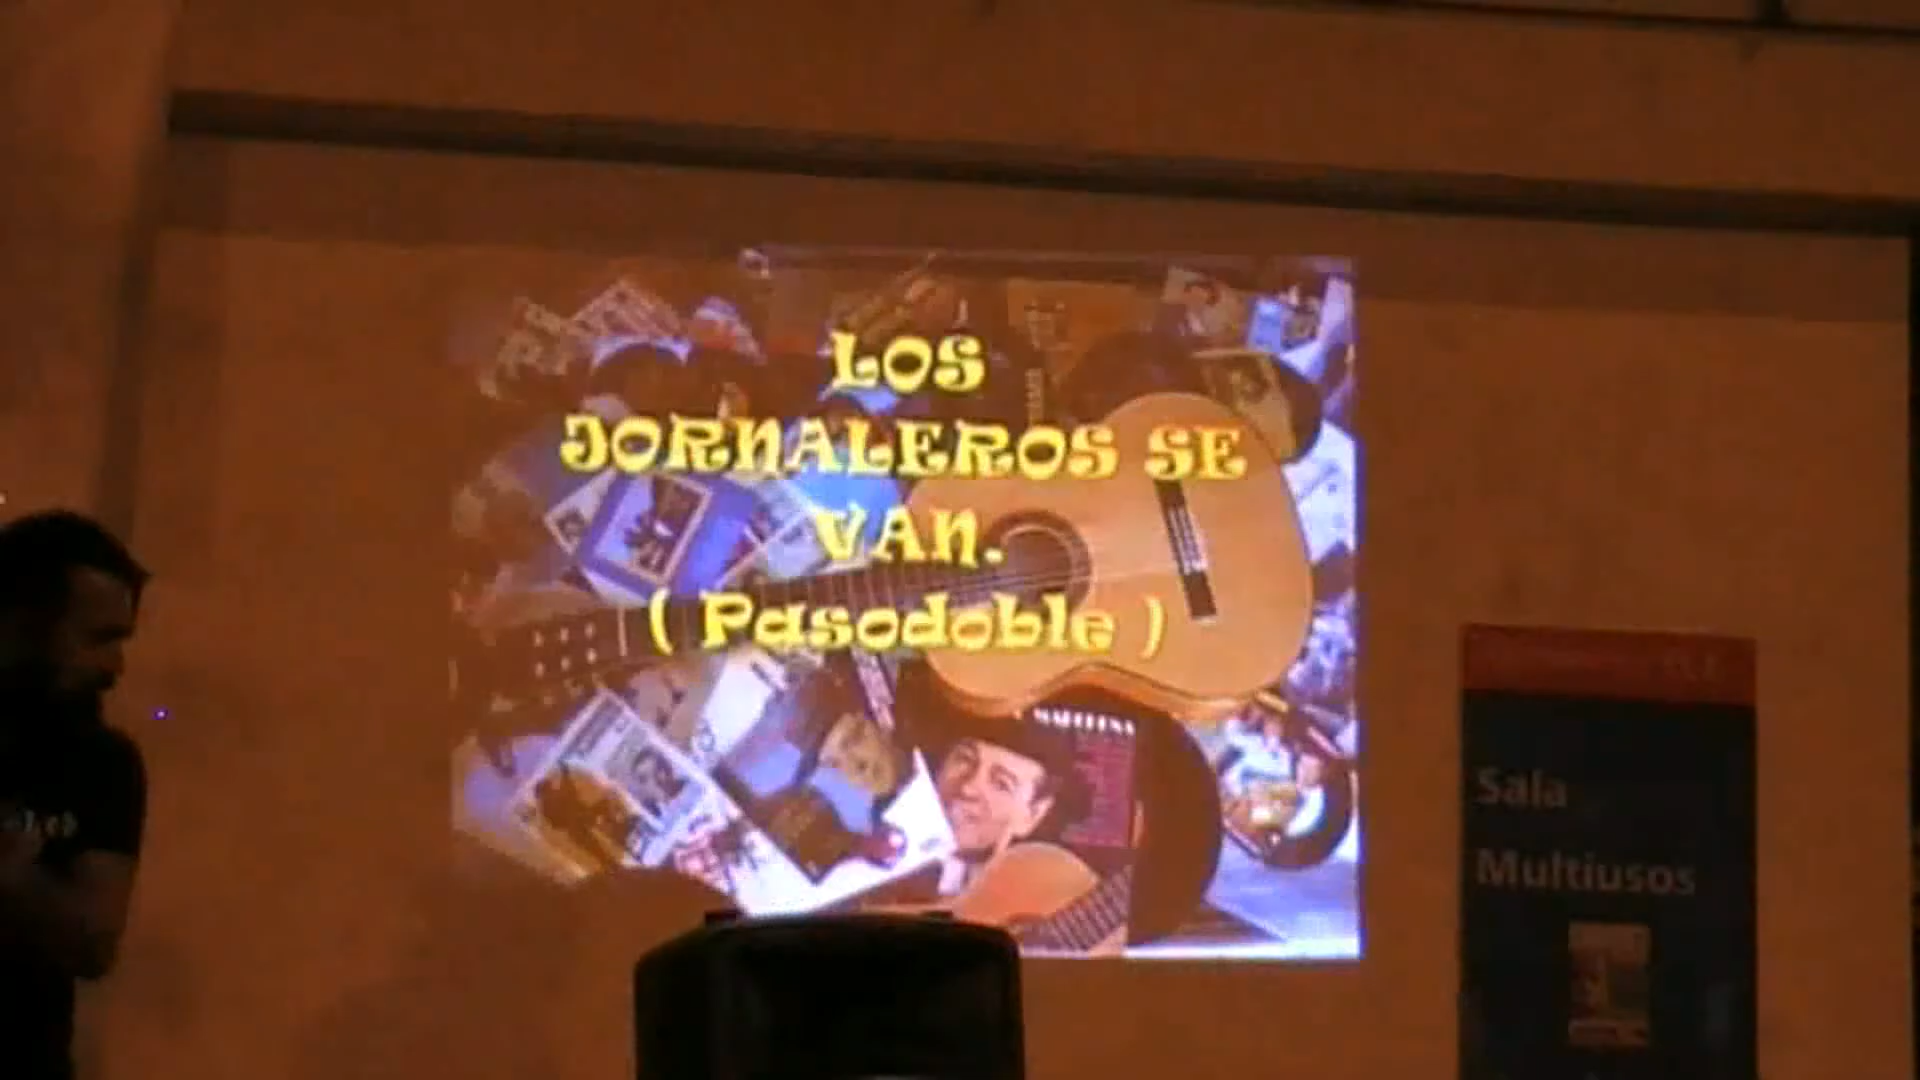 LOS
JORNALEROS SE
VAN.
( Pasodoble )
Sala
Multiusos